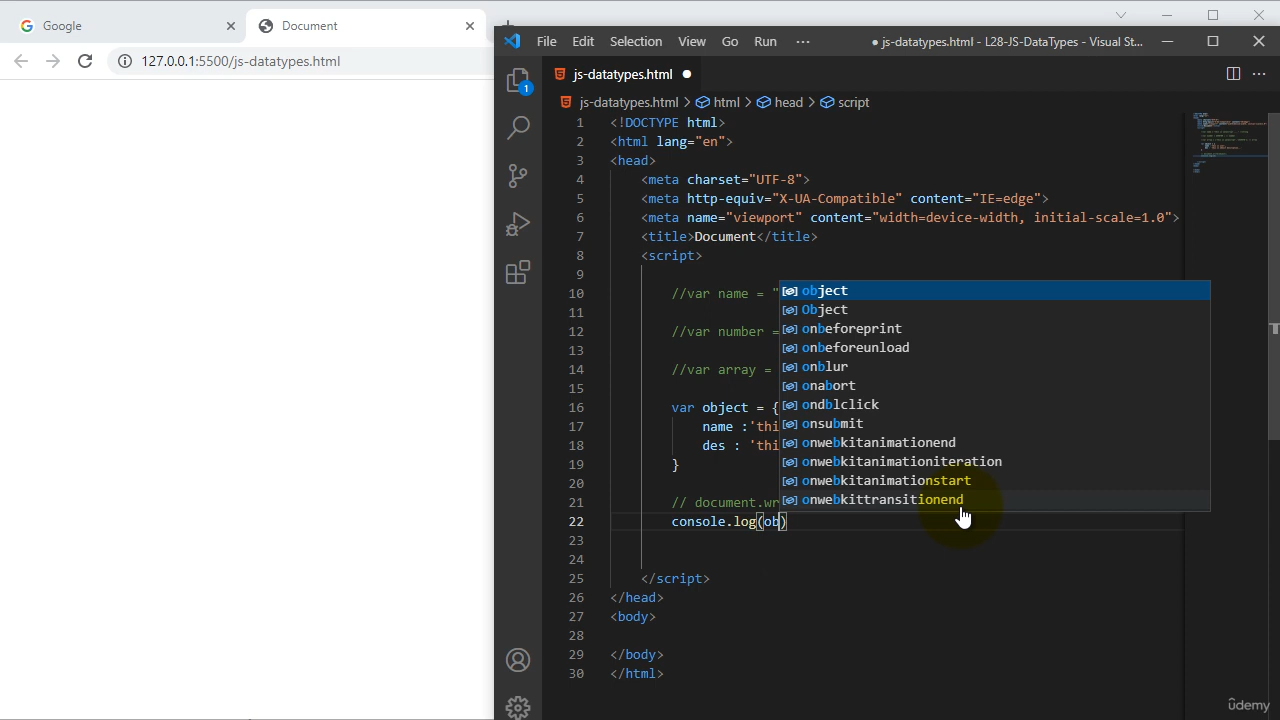 Google
Document
127.0.0.1:5500/js-datatypes.html
File Edit Selection View Go Run ··· ● js-datatypes.html - L28-JS-DataTypes - Visual St...
1
js-datatypes.html ●
js-datatypes.html > html > head > script
1 <!DOCTYPE html>
2 <html lang="en">
3 <head>
4 <meta charset="UTF-8">
5 <meta http-equiv="X-UA-Compatible" content="IE=edge">
6 <meta name="viewport" content="width=device-width, initial-scale=1.0">
7 <title>Document</title>
8 <script>
9
10 //var name = "
11
12 //var number =
13
14 //var array =
15
16 var object = {
17 name :'thi
18 des : 'thi
19 }
20
21 // document.wr
22 console.log(ob)
23
24
25 </script>
26 </head>
27 <body>
28
29 </body>
30 </html>
object
Object
onbeforeprint
onbeforeunload
onblur
onabort
ondblclick
onsubmit
onwebkitanimationend
onwebkitanimationiteration
onwebkitanimationstart
onwebkittransitionend
ûdemy